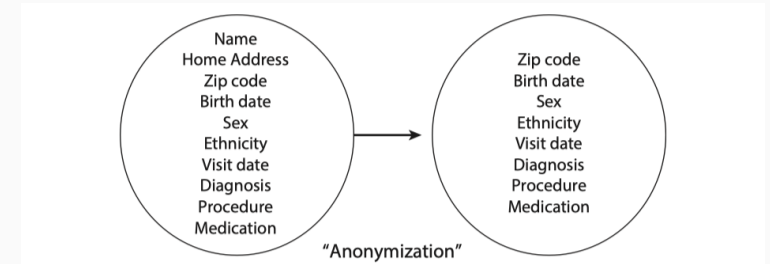 Name
Home Address
Zip code
Birth date
Sex
Ethnicity
Visit date
Diagnosis
Procedure
Medication
Zip code
Birth date
Sex
Ethnicity
Visit date
Diagnosis
Procedure
Medication
“Anonymization”